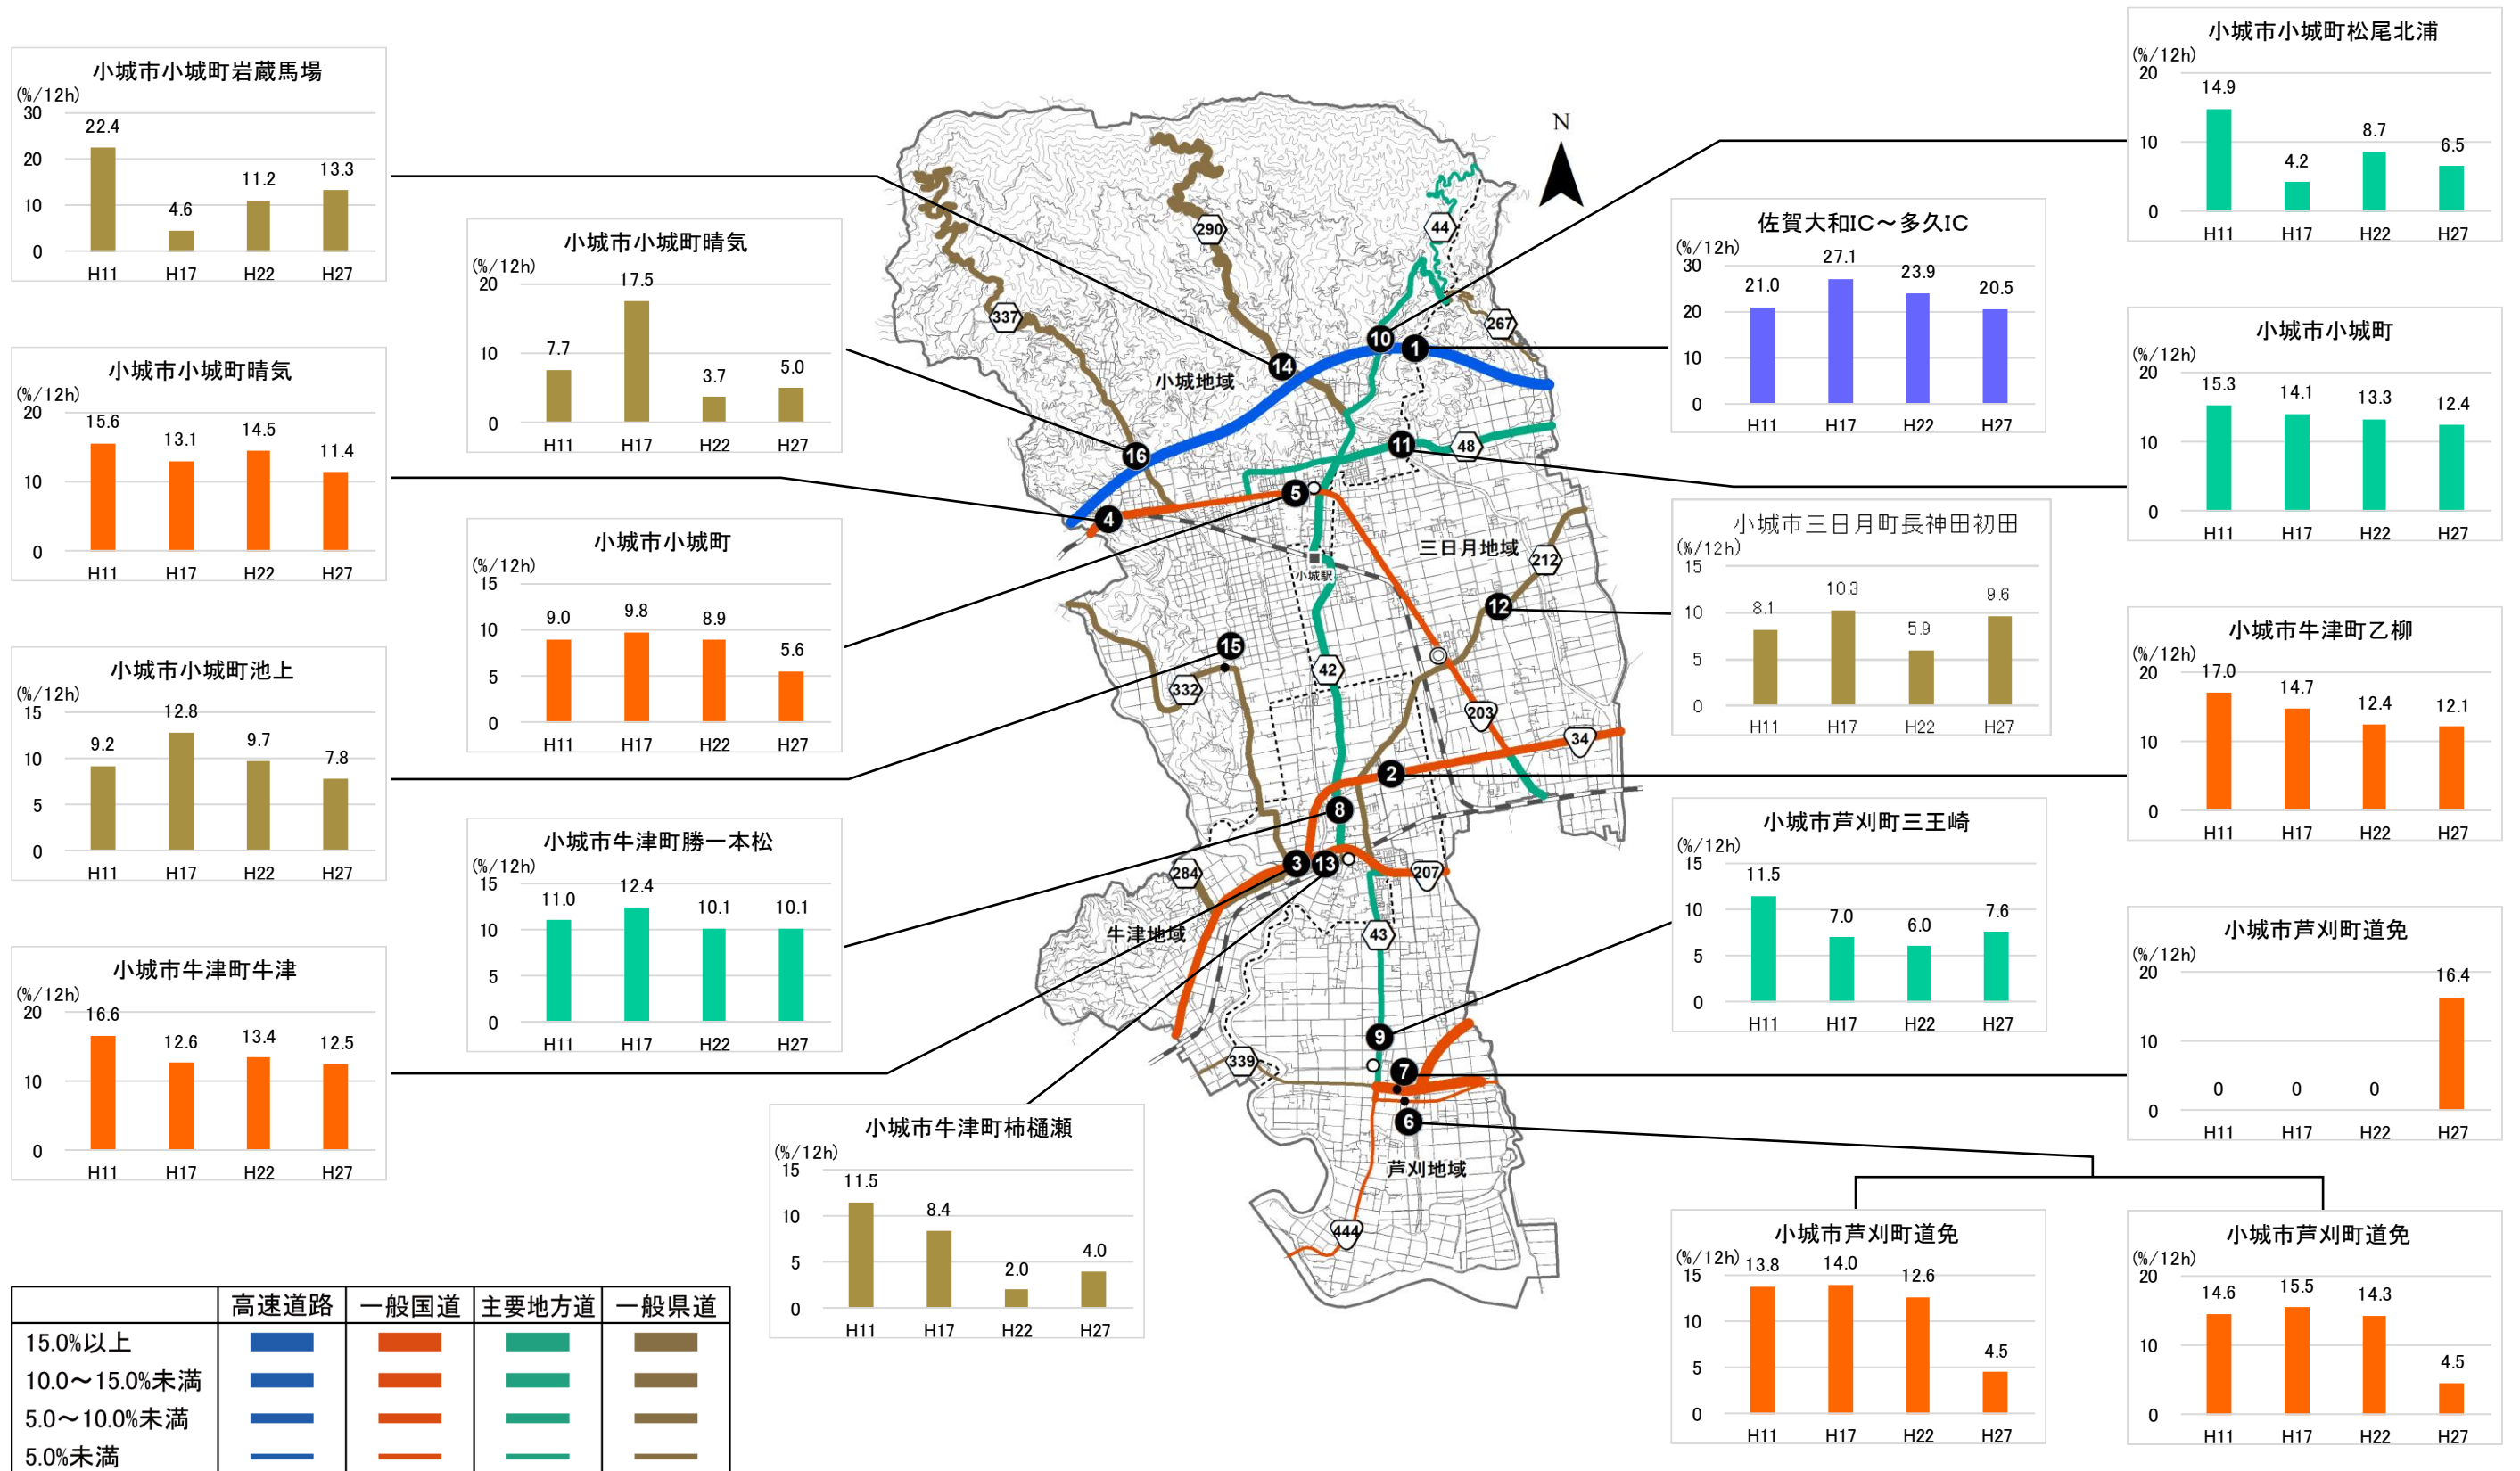 小城市小城町岩蔵馬場
(%/12h)
30
20
10
0
22.4
4.6
11.2
13.3
H11
H17
H22
H27
小城市小城町晴気
(%/12h)
20
10
0
15.6
13.1
14.5
11.4
H11
H17
H22
H27
小城市小城町池上
(%/12h)
15
10
5
0
9.2
12.8
9.7
7.8
H11
H17
H22
H27
小城市牛津町牛津
(%/12h)
20
10
0
16.6
12.6
13.4
12.5
H11
H17
H22
H27
小城市小城町晴気
(%/12h)
20
10
0
7.7
17.5
3.7
5.0
H11
H17
H22
H27
小城市小城町
(%/12h)
15
10
5
0
9.0
9.8
8.9
5.6
H11
H17
H22
H27
小城市牛津町勝一本松
(%/12h)
15
10
5
0
11.0
12.4
10.1
10.1
H11
H17
H22
H27
小城市牛津町柿樋瀬
(%/12h)
15
10
5
0
11.5
8.4
2.0
4.0
H11
H17
H22
H27
N
290
44
337
267
10
1
14
小城地域
11
48
16
5
4
三日月地域
小城駅
212
12
15
42
332
203
34
2
8
3
13
284
207
牛津地域
43
9
339
7
6
芦刈地域
444
小城市小城町松尾北浦
(%/12h)
20
10
0
14.9
4.2
8.7
6.5
H11
H17
H22
H27
佐賀大和IC～多久IC
(%/12h)
30
20
10
0
21.0
27.1
23.9
20.5
H11
H17
H22
H27
小城市小城町
(%/12h)
20
10
0
15.3
14.1
13.3
12.4
H11
H17
H22
H27
小城市三日月町長神田初田
(%/12h)
15
10
5
0
8.1
10.3
5.9
9.6
H11
H17
H22
H27
小城市牛津町乙柳
(%/12h)
20
10
0
17.0
14.7
12.4
12.1
H11
H17
H22
H27
小城市芦刈町三王崎
(%/12h)
15
10
5
0
11.5
7.0
6.0
7.6
H11
H17
H22
H27
小城市芦刈町道免
(%/12h)
20
10
0
0
0
0
16.4
H11
H17
H22
H27
小城市芦刈町道免
(%/12h)
15
10
5
0
13.8
14.0
12.6
4.5
H11
H17
H22
H27
小城市芦刈町道免
(%/12h)
20
10
0
14.6
15.5
14.3
4.5
H11
H17
H22
H27
高速道路 一般国道 主要地方道 一般県道
15.0%以上
10.0～15.0%未満
5.0～10.0%未満
5.0%未満